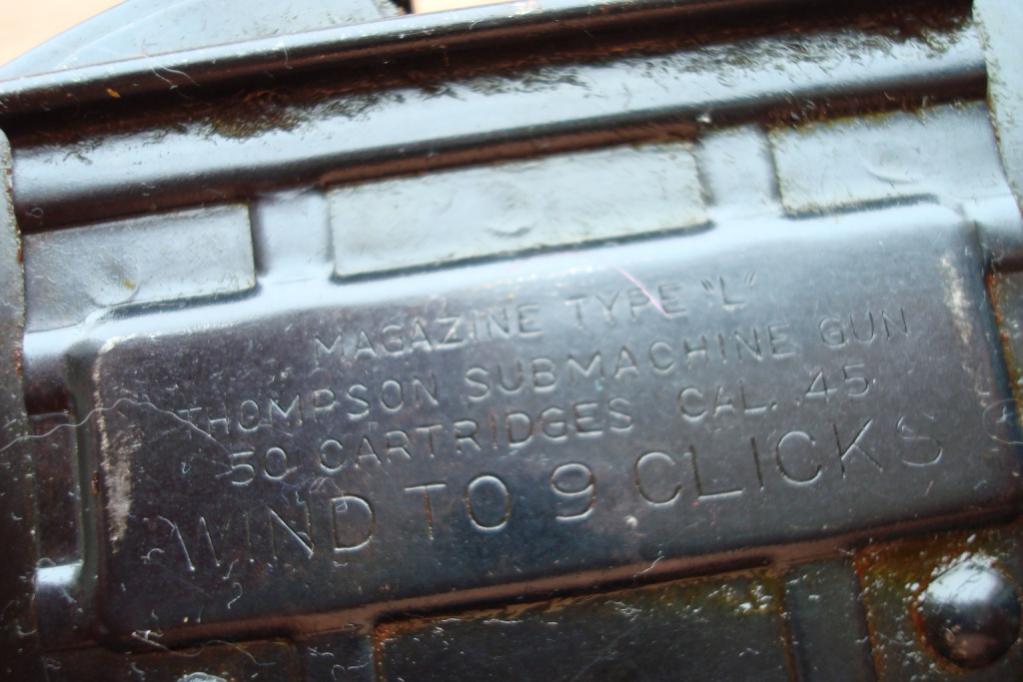 MAGAZINE TYPE "L"
THOMPSON SUBMACHINE GUN
50 CARTRIDGES CAL. 45
WIND TO 9 CLICKS